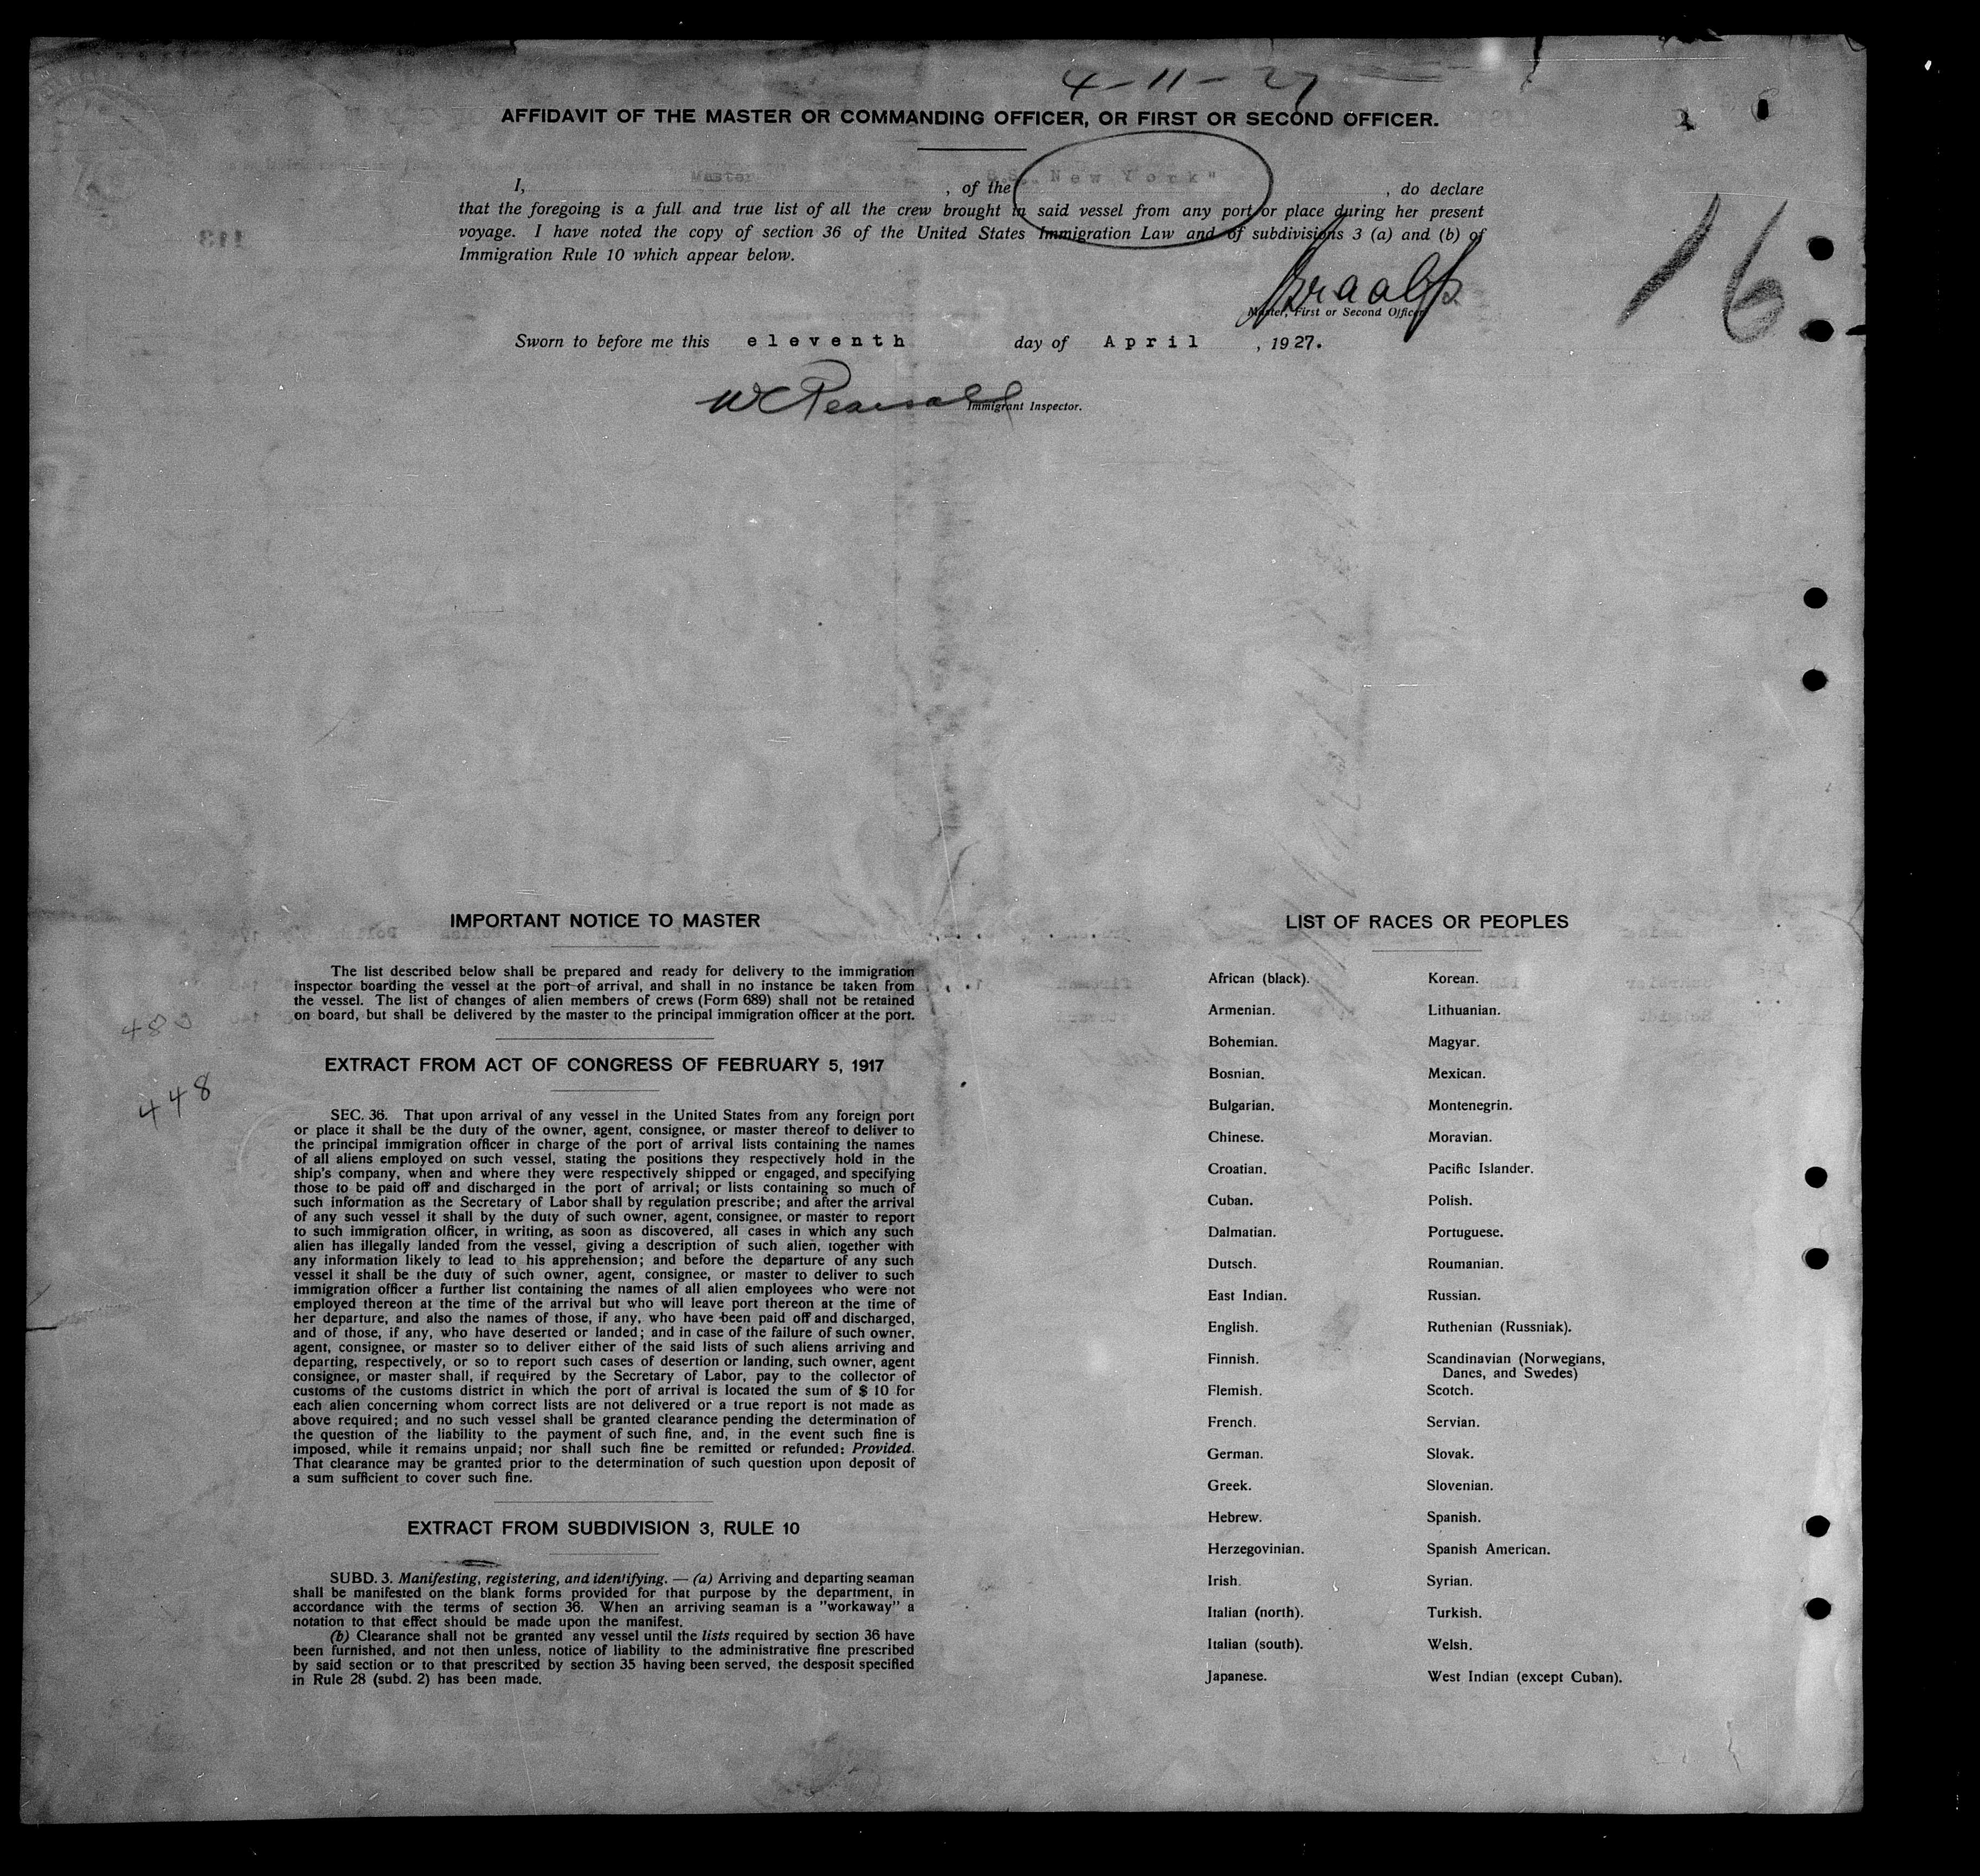 4-11-27
AFFIDAVIT OF THE MASTER OR COMMANDING OFFICER, OR FIRST OR SECOND OFFICER.
I, Master , of the S.S. New York" , do declare
that the foregoing is a full and true list of all the crew brought in said vessel from any port or place during her present
voyage. I have noted the copy of section 36 of the United States Immigration Law and of subdivisions 3 (a) and (b) of
Immigration Rule 10 which appear below.
16
Master, First or Second Officer
Sworn to before me this eleventh day of April , 1927.
WC Pearsall
Immigrant Inspector.
IMPORTANT NOTICE TO MASTER
The list described below shall be prepared and ready for delivery to the immigration
inspector boarding the vessel at the port of arrival, and shall in no instance be taken from
the vessel. The list of changes of alien members of crews (Form 689) shall not be retained
on board, but shall be delivered by the master to the principal immigration officer at the port.
448
EXTRACT FROM ACT OF CONGRESS OF FEBRUARY 5, 1917
SEC. 36. That upon arrival of any vessel in the United States from any foreign port
or place it shall be the duty of the owner, agent, consignee, or master thereof to deliver to
the principal immigration officer in charge of the port of arrival lists containing the names
of all aliens employed on such vessel, stating the positions they respectively hold in the
ship's company, when and where they were respectively shipped or engaged, and specifying
those to be paid off and discharged in the port of arrival; or lists containing so much of
such information as the Secretary of Labor shall by regulation prescribe; and after the arrival
of any such vessel it shall by the duty of such owner, agent, consignee, or master to report
to such immigration officer, in writing, as soon as discovered, all cases in which any such
alien has illegally landed from the vessel, giving a description of such alien, together with
any information likely to lead to his apprehension; and before the departure of any such
vessel it shall be the duty of such owner, agent, consignee, or master to deliver to such
immigration officer a further list containing the names of all alien employees who were not
employed thereon at the time of the arrival but who will leave port thereon at the time of
her departure, and also the names of those, if any, who have been paid off and discharged,
and of those, if any, who have deserted or landed; and in case of the failure of such owner,
agent, consignee, or master so to deliver either of the said lists of such aliens arriving and
departing, respectively, or so to report such cases of desertion or landing, such owner, agent
consignee, or master shall, if required by the Secretary of Labor, pay to the collector of
customs of the customs district in which the port of arrival is located the sum of $ 10 for
each alien concerning whom correct lists are not delivered or a true report is not made as
above required; and no such vessel shall be granted clearance pending the determination of
the question of the liability to the payment of such fine, and, in the event such fine is
imposed, while it remains unpaid; nor shall such fine be remitted or refunded: Provided.
That clearance may be granted prior to the determination of such question upon deposit of
a sum sufficient to cover such fine.
EXTRACT FROM SUBDIVISION 3, RULE 10
SUBD. 3. Manifesting, registering, and identifying. — (a) Arriving and departing seaman
shall be manifested on the blank forms provided for that purpose by the department, in
accordance with the terms of section 36. When an arriving seaman is a "workaway" a
notation to that effect should be made upon the manifest.
(b) Clearance shall not be granted any vessel until the lists required by section 36 have
been furnished, and not then unless, notice of liability to the administrative fine prescribed
by said section or to that prescribed by section 35 having been served, the desposit specified
in Rule 28 (subd. 2) has been made.
LIST OF RACES OR PEOPLES
African (black).
Armenian.
Bohemian.
Bosnian.
Bulgarian.
Chinese.
Croatian.
Cuban.
Dalmatian.
Dutsch.
East Indian.
English.
Finnish.
Flemish.
French.
German.
Greek.
Hebrew.
Herzegovinian.
Irish.
Italian (north).
Italian (south).
Japanese.
Korean.
Lithuanian.
Magyar.
Mexican.
Montenegrin.
Moravian.
Pacific Islander.
Polish.
Portuguese.
Roumanian.
Russian.
Ruthenian (Russniak).
Scandinavian (Norwegians,
Danes, and Swedes)
Scotch.
Servian.
Slovak.
Slovenian.
Spanish.
Spanish American.
Syrian.
Turkish.
Welsh.
West Indian (except Cuban).